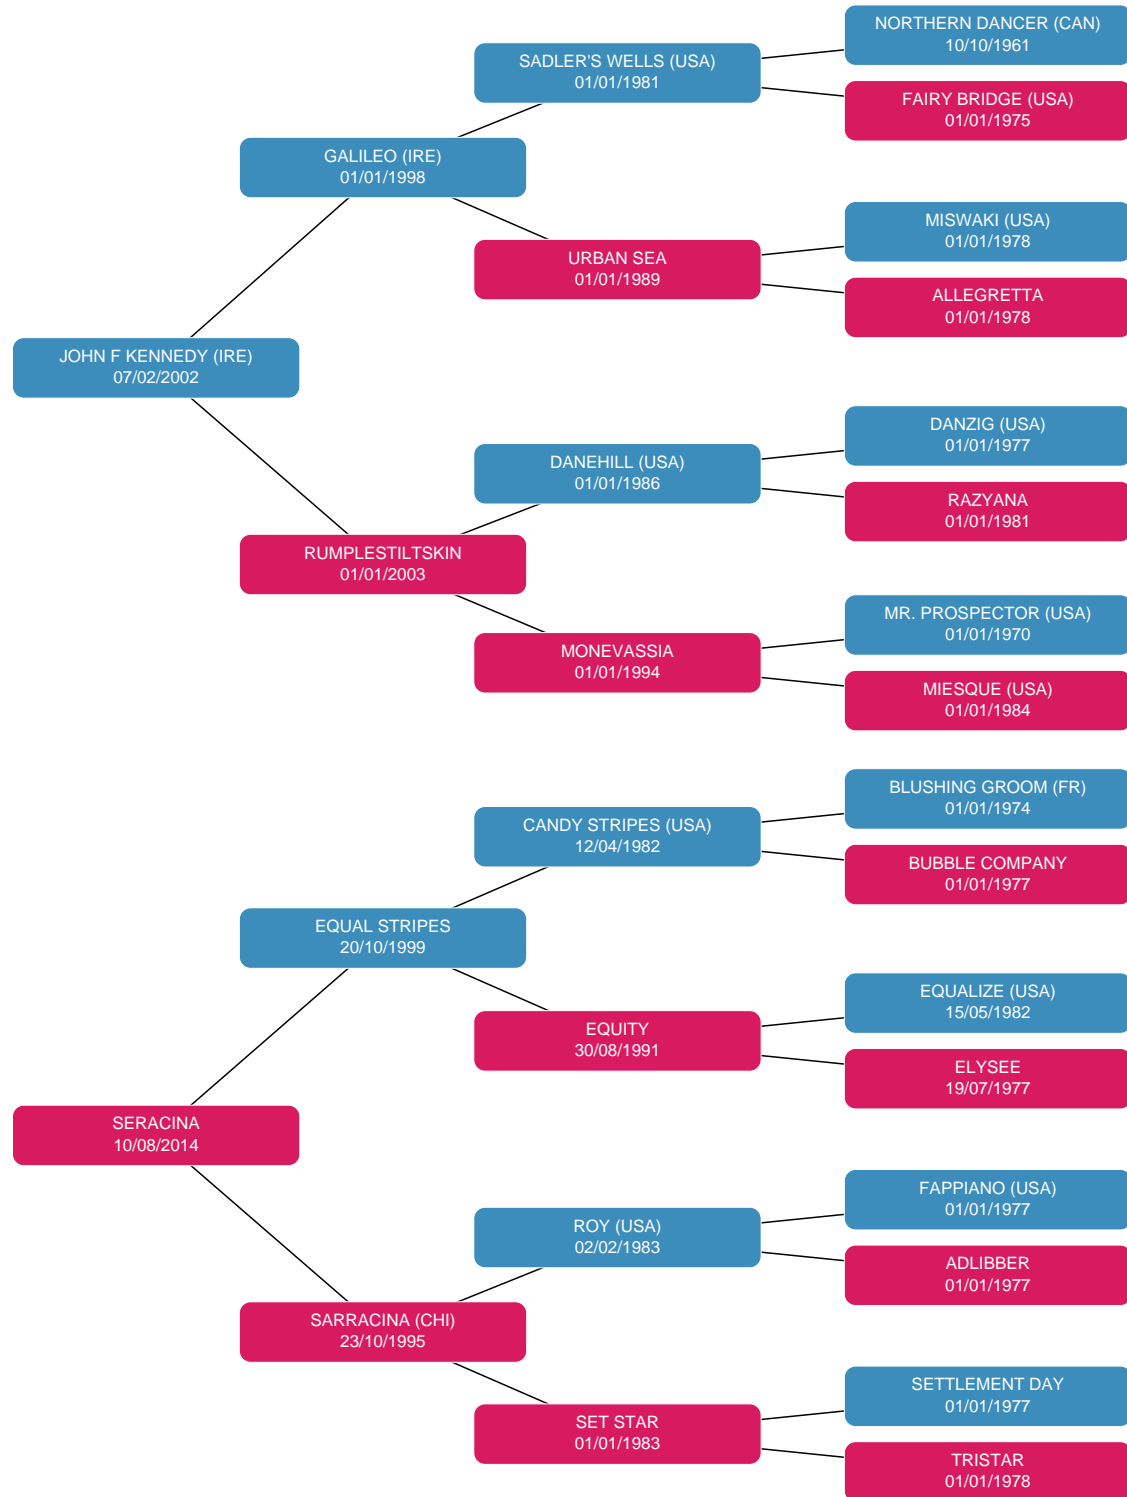 NORTHERN DANCER (CAN)
10/10/1961
SADLER'S WELLS (USA)
01/01/1981
FAIRY BRIDGE (USA)
01/01/1975
GALILEO (IRE)
01/01/1998
MISWAKI (USA)
01/01/1978
URBAN SEA
01/01/1989
ALLEGRETTA
01/01/1978
JOHN F KENNEDY (IRE)
07/02/2002
DANZIG (USA)
01/01/1977
DANEHILL (USA)
01/01/1986
RAZYANA
01/01/1981
RUMPLESTILTSKIN
01/01/2003
MR. PROSPECTOR (USA)
01/01/1970
MONEVASSIA
01/01/1994
MIESQUE (USA)
01/01/1984
BLUSHING GROOM (FR)
01/01/1974
CANDY STRIPES (USA)
12/04/1982
BUBBLE COMPANY
01/01/1977
EQUAL STRIPES
20/10/1999
EQUALIZE (USA)
15/05/1982
EQUITY
30/08/1991
ELYSEE
19/07/1977
SERACINA
10/08/2014
FAPPIANO (USA)
01/01/1977
ROY (USA)
02/02/1983
ADLIBBER
01/01/1977
SARRACINA (CHI)
23/10/1995
SETTLEMENT DAY
01/01/1977
SET STAR
01/01/1983
TRISTAR
01/01/1978